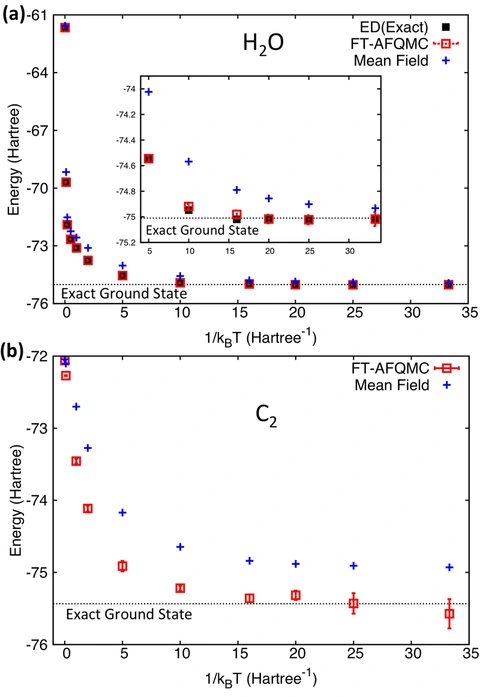 (a)
H2O
ED(Exact)
FT-AFQMC
Mean Field
-61
-64
-67
-70
-73
-76
Energy (Hartree)
-74
-74.2
-74.4
-74.6
-74.8
-75
-75.2
Exact Ground State
5 10 15 20 25 30
Exact Ground State
0 5 10 15 20 25 30 35
1/kBT (Hartree-1)
(b)
C2
FT-AFQMC
Mean Field
-72
-73
-74
-75
-76
Energy (Hartree)
Exact Ground State
0 5 10 15 20 25 30 35
1/kBT (Hartree-1)